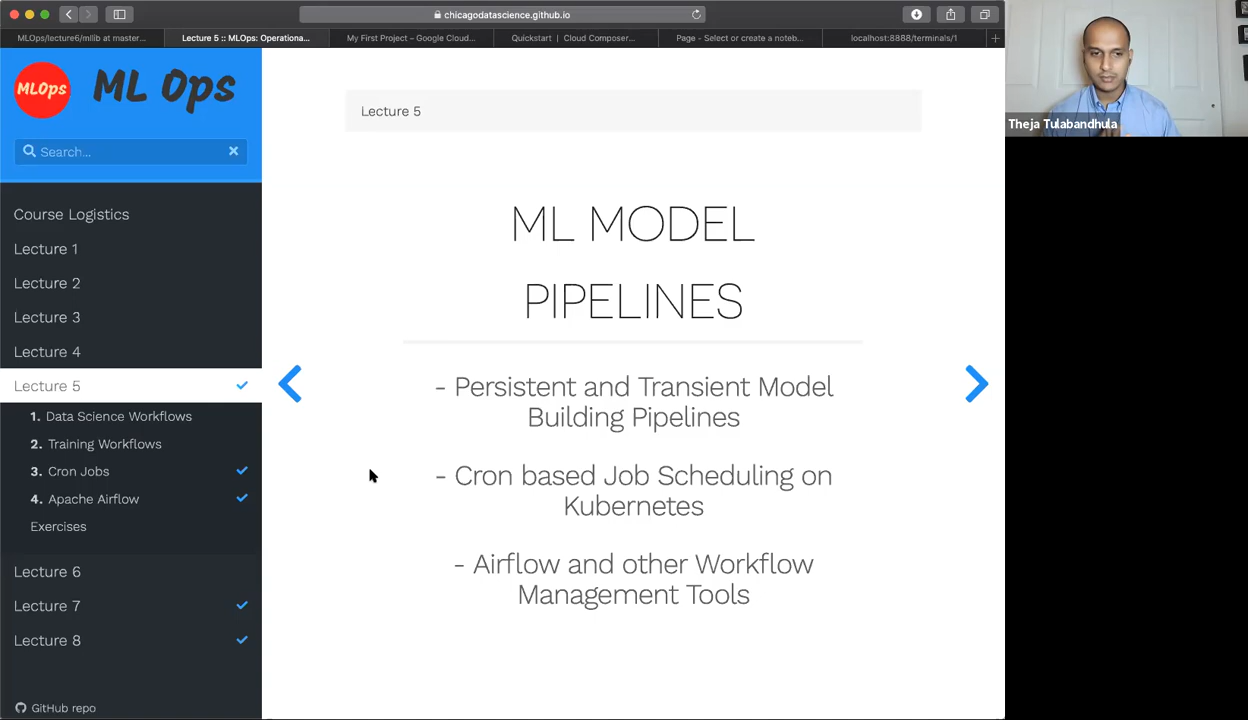 chicagodatascience.github.io
MLOps/lecture6/mlib at master...
Lecture 5 :: MLOps: Operationa...
My First Project – Google Cloud...
Quickstart | Cloud Composer...
Page - Select or create a noteb...
localhost:8888/terminals/1
MLOps
ML Ops
Search...
Course Logistics
Lecture 1
Lecture 2
Lecture 3
Lecture 4
Lecture 5
1. Data Science Workflows
2. Training Workflows
3. Cron Jobs
4. Apache Airflow
Exercises
Lecture 6
Lecture 7
Lecture 8
GitHub repo
Lecture 5
ML MODEL
PIPELINES
- Persistent and Transient Model
Building Pipelines
- Cron based Job Scheduling on
Kubernetes
- Airflow and other Workflow
Management Tools
Theja Tulabandhula